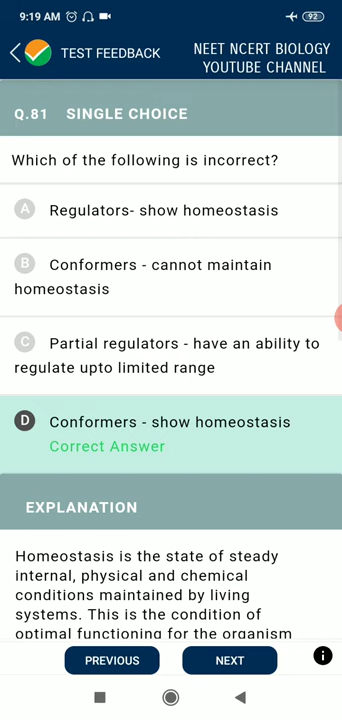 9:19 AM 92
TEST FEEDBACK
NEET NCERT BIOLOGY
YOUTUBE CHANNEL
Q.81 SINGLE CHOICE
Which of the following is incorrect?
A Regulators- show homeostasis
B Conformers - cannot maintain
homeostasis
C Partial regulators - have an ability to
regulate upto limited range
D Conformers - show homeostasis
Correct Answer
EXPLANATION
Homeostasis is the state of steady
internal, physical and chemical
conditions maintained by living
systems. This is the condition of
optimal functioning for the organism
PREVIOUS NEXT